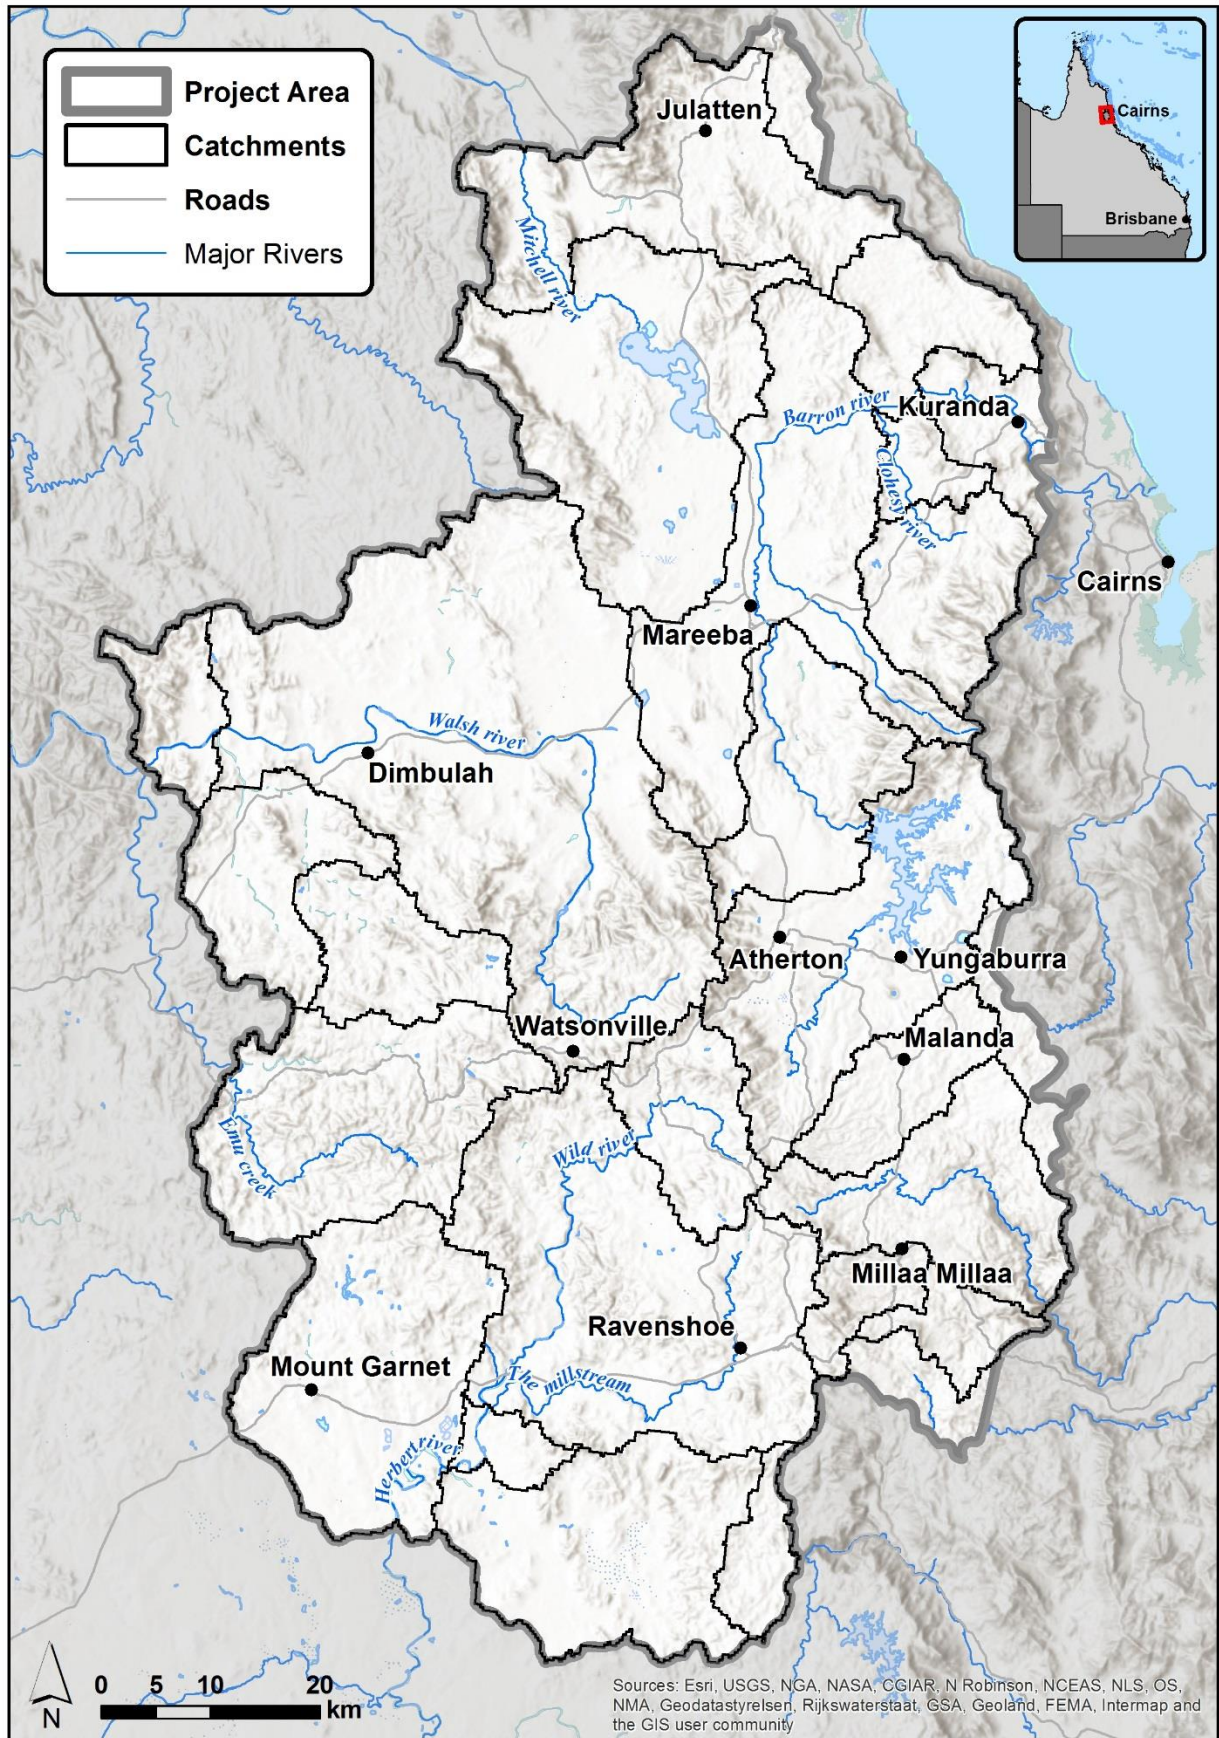 Project Area
Catchments
Roads
Major Rivers
Cairns
Brisbane
Julatten
Mitchell river
Barron river
Kuranda
Clohesy river
Cairns
Mareeba
Walsh river
Dimbulah
Atherton
Yungaburra
Watsonville
Malanda
Emu creek
Wild river
Millaa Millaa
Ravenshoe
Mount Garnet
The millstream
Herbert river
N
0 5 10 20
km
Sources: Esri, USGS, NGA, NASA, CGIAR, N Robinson, NCEAS, NLS, OS,
NMA, Geodatastyrelsen, Rijkswaterstaat, GSA, Geoland, FEMA, Intermap and
the GIS user community